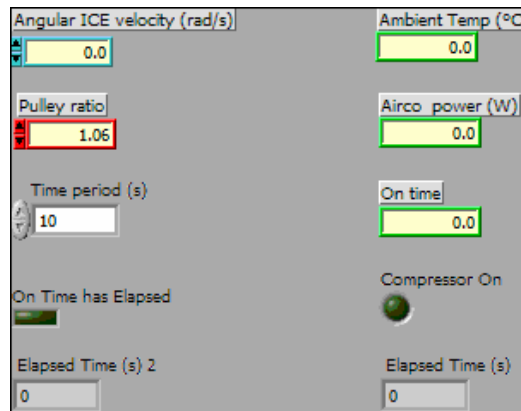 Angular ICE velocity (rad/s)
0.0
Ambient Temp (ºC
0.0
Pulley ratio
1.06
Airco power (W)
0.0
Time period (s)
10
On time
0.0
On Time has Elapsed
Compressor On
Elapsed Time (s) 2
0
Elapsed Time (s)
0